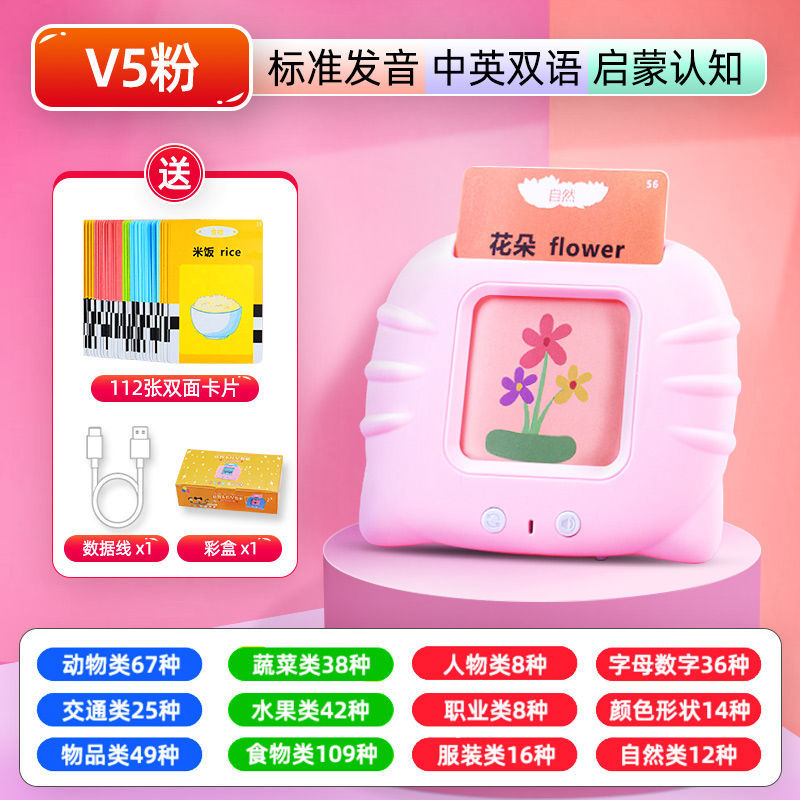 V5粉
标准发音 中英双语 启蒙认知
送
米饭 rice
112张双面卡片
数据线 x1
彩盒 x1
56
自然
花朵 flower
动物类67种 蔬菜类38种 人物类8种 字母数字36种
交通类25种 水果类42种 职业类8种 颜色形状14种
物品类49种 食物类109种 服装类16种 自然类12种